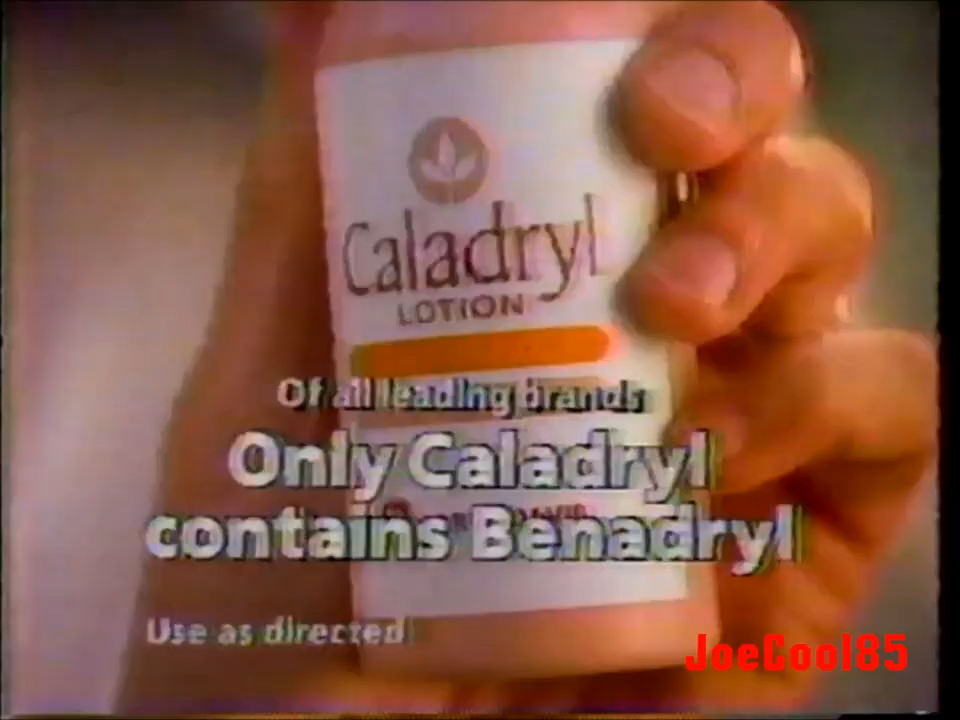 Caladryl
LOTION
Of all leading brands
Only Caladryl
contains Benadryl
Use as directed
JoeCool85